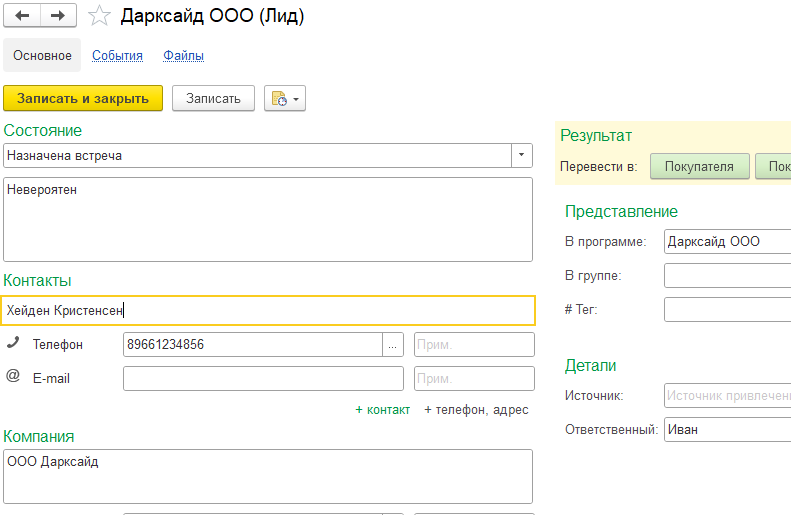 Дарксайд ООО (Лид)
Основное События Файлы
Записать и закрыть Записать
Состояние
Назначена встреча
Невероятен
Контакты
Хейден Кристенсен
Телефон 89661234856 ... Прим.
E-mail Прим.
+ контакт + телефон, адрес
Компания
ООО Дарксайд
Результат
Перевести в: Покупателя Пок
Представление
В программе: Дарксайд ООО
В группе:
# Тег:
Детали
Источник: Источник привлечен
Ответственный: Иван